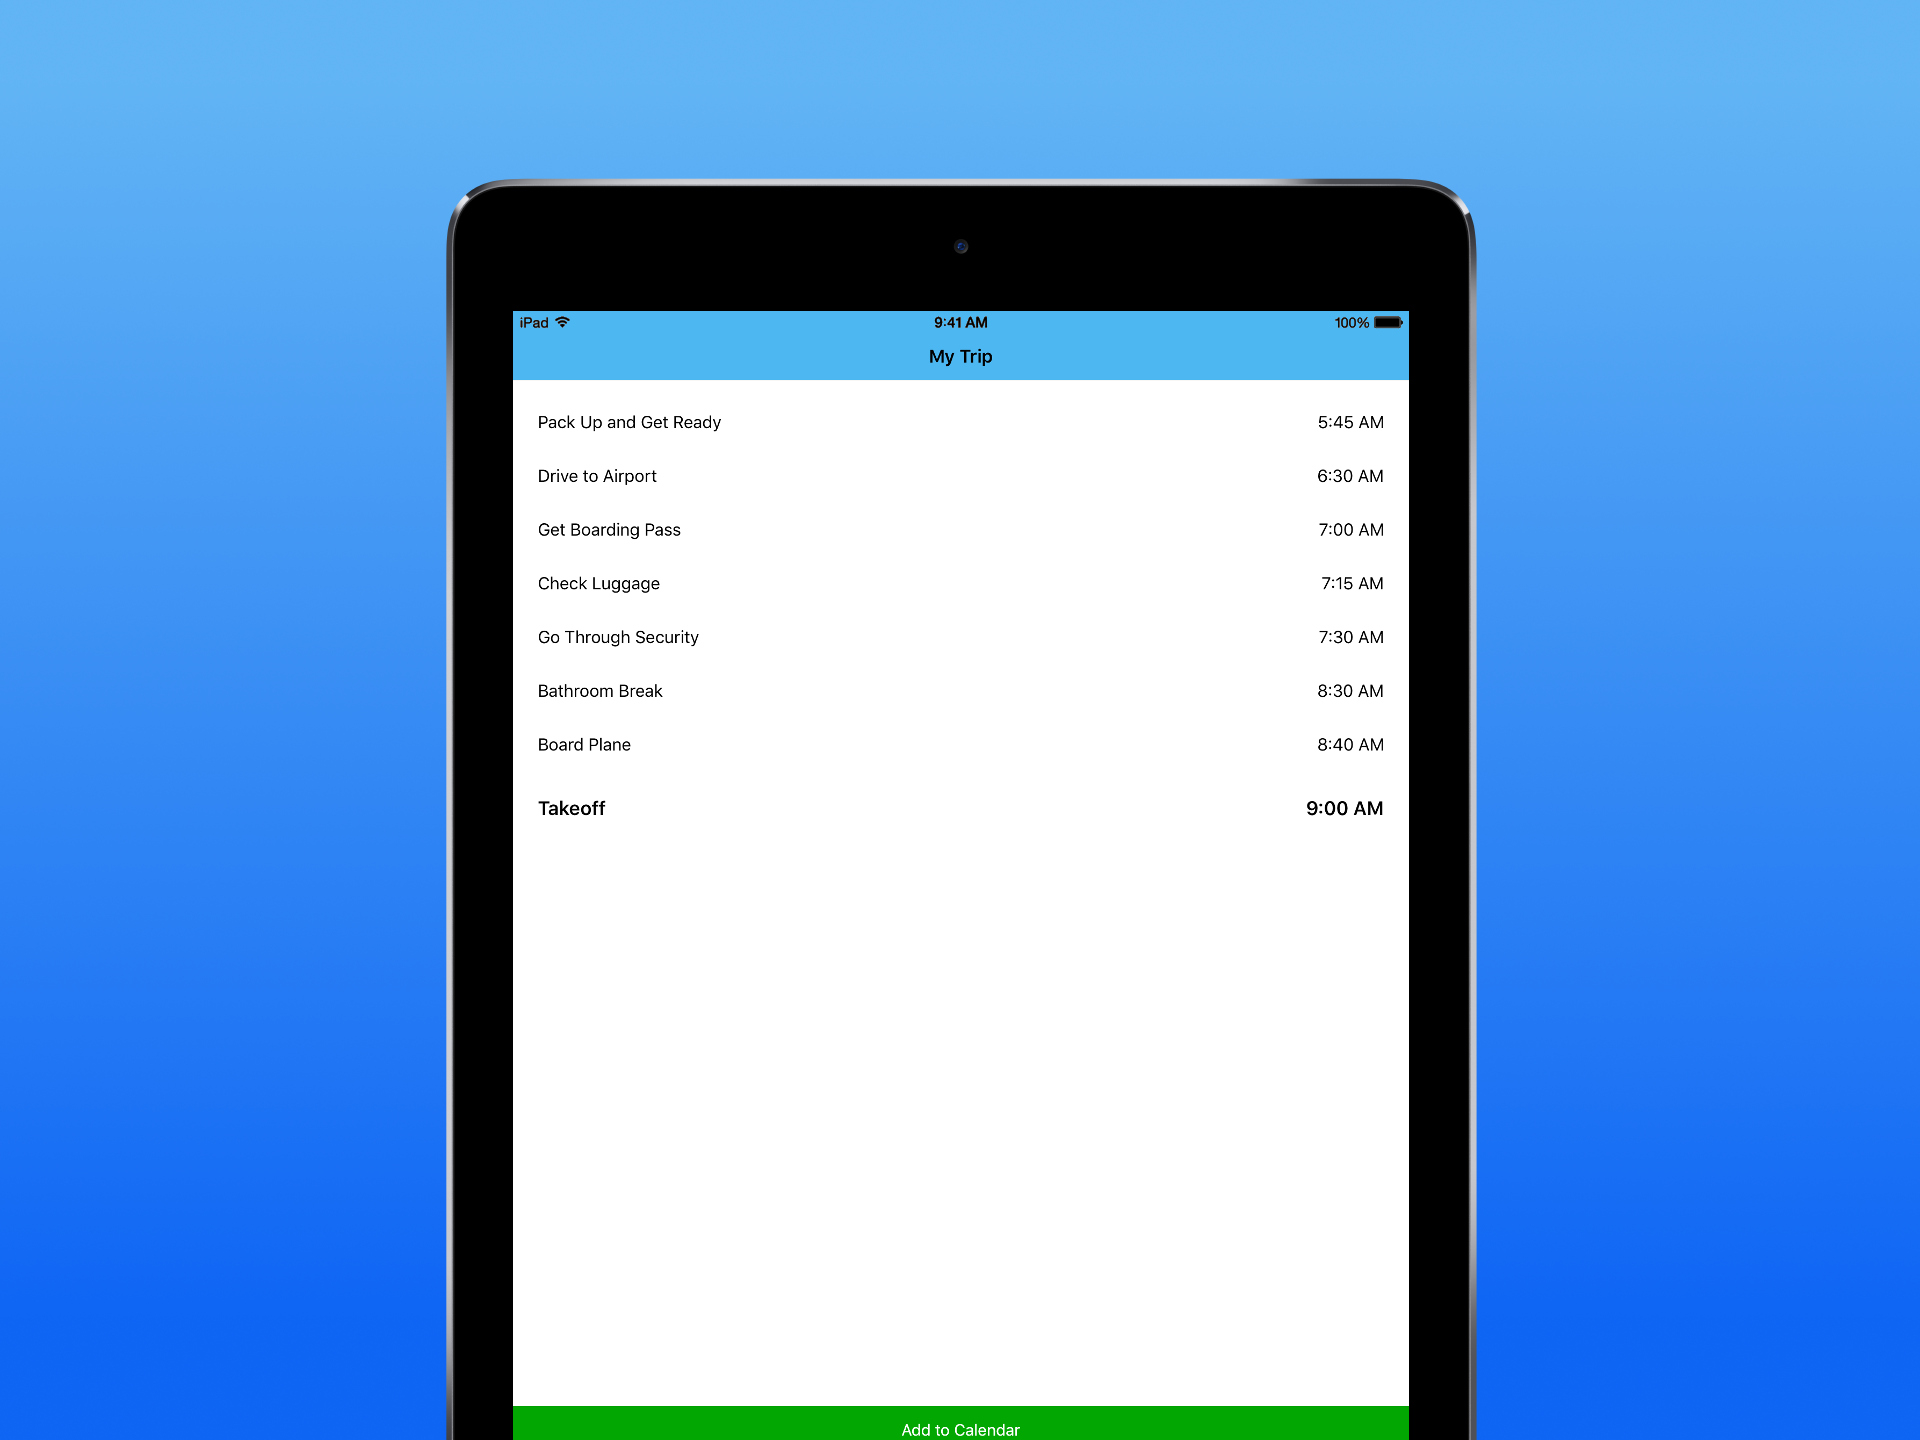 iPad 9:41 AM 100%
My Trip
Pack Up and Get Ready 5:45 AM
Drive to Airport 6:30 AM
Get Boarding Pass 7:00 AM
Check Luggage 7:15 AM
Go Through Security 7:30 AM
Bathroom Break 8:30 AM
Board Plane 8:40 AM
Takeoff 9:00 AM
Add to Calendar